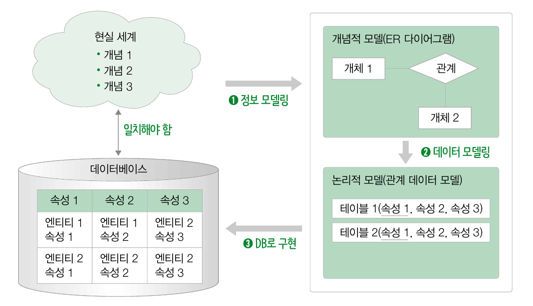 현실 세계
• 개념 1
• 개념 2
• 개념 3
❶ 정보 모델링
개념적 모델(ER 다이어그램)
개체 1
관계
개체 2
❷ 데이터 모델링
논리적 모델(관계 데이터 모델)
테이블 1(속성 1, 속성 2, 속성 3)
테이블 2(속성 1, 속성 2, 속성 3)
❸ DB로 구현
일치해야 함
데이터베이스
속성 1 속성 2 속성 3
엔티티 1 엔티티 1 엔티티 2
속성 1 속성 2 속성 3
엔티티 2 엔티티 2 엔티티 2
속성 1 속성 2 속성 3